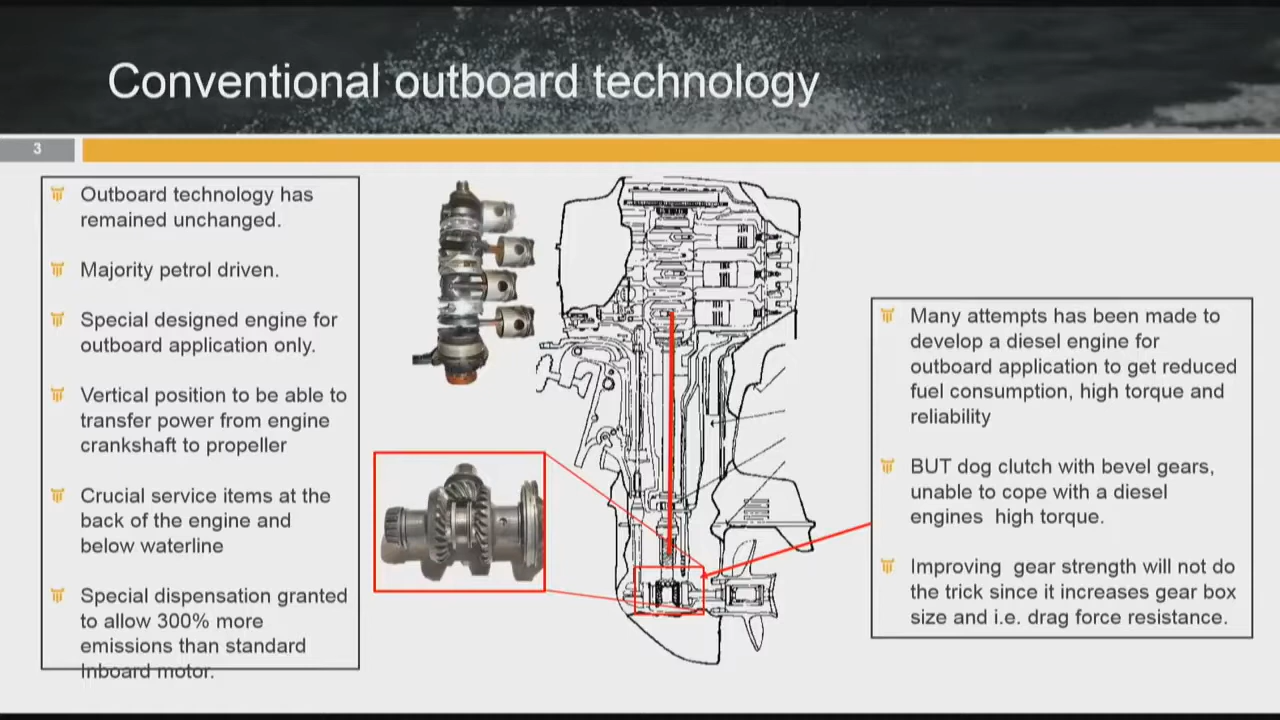 Conventional outboard technology
3
Outboard technology has
remained unchanged.
Majority petrol driven.
Special designed engine for
outboard application only.
Vertical position to be able to
transfer power from engine
crankshaft to propeller
Crucial service items at the
back of the engine and
below waterline
Special dispensation granted
to allow 300% more
emissions than standard
Inboard motor.
Many attempts has been made to
develop a diesel engine for
outboard application to get reduced
fuel consumption, high torque and
reliability
BUT dog clutch with bevel gears,
unable to cope with a diesel
engines high torque.
Improving gear strength will not do
the trick since it increases gear box
size and i.e. drag force resistance.